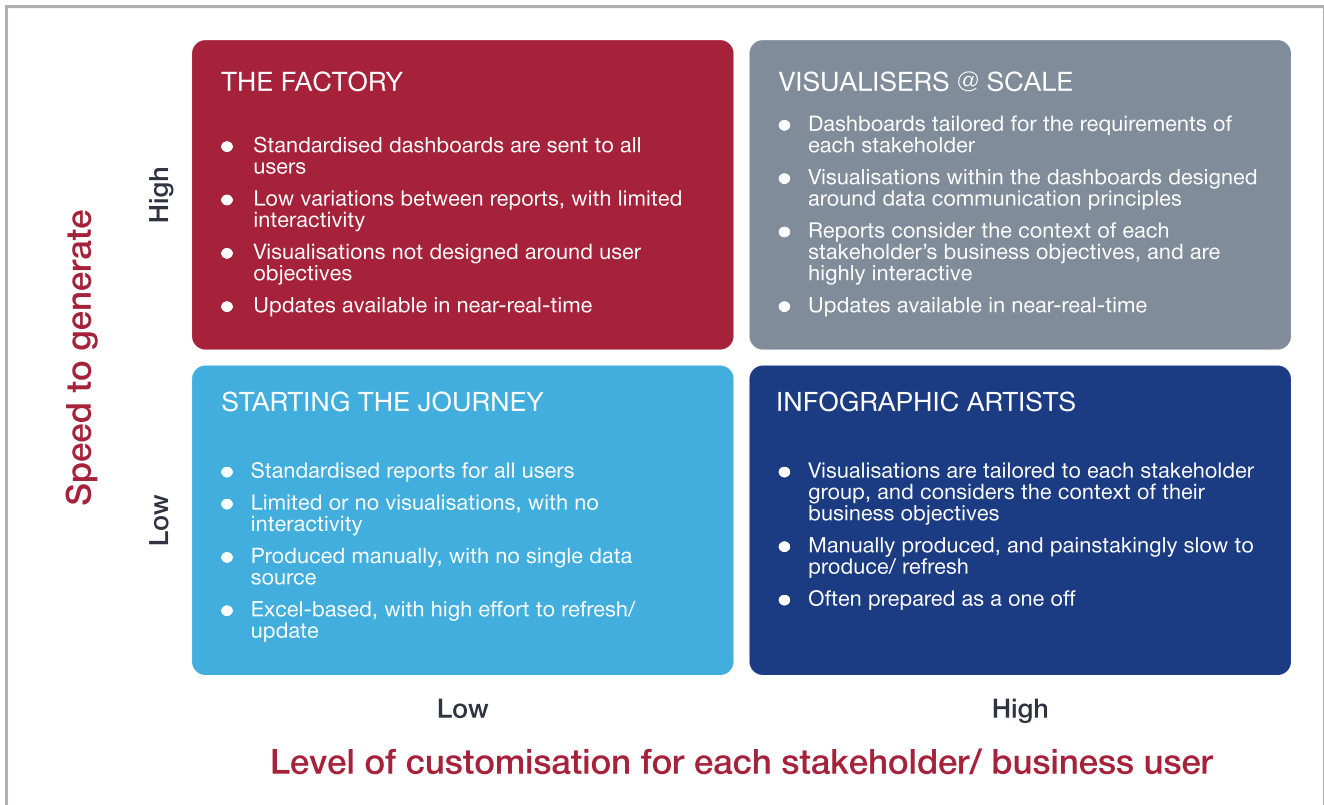 THE FACTORY
● Standardised dashboards are sent to all
users
● Low variations between reports, with limited
interactivity
● Visualisations not designed around user
objectives
● Updates available in near-real-time
VISUALISERS @ SCALE
● Dashboards tailored for the requirements of
each stakeholder
● Visualisations within the dashboards designed
around data communication principles
● Reports consider the context of each
stakeholder’s business objectives, and are
highly interactive
● Updates available in near-real-time
High
Speed to generate
Low
STARTING THE JOURNEY
● Standardised reports for all users
● Limited or no visualisations, with no
interactivity
● Produced manually, with no single data
source
● Excel-based, with high effort to refresh/
update
INFOGRAPHIC ARTISTS
● Visualisations are tailored to each stakeholder
group, and considers the context of their
business objectives
● Manually produced, and painstakingly slow to
produce/ refresh
● Often prepared as a one off
Low
High
Level of customisation for each stakeholder/ business user